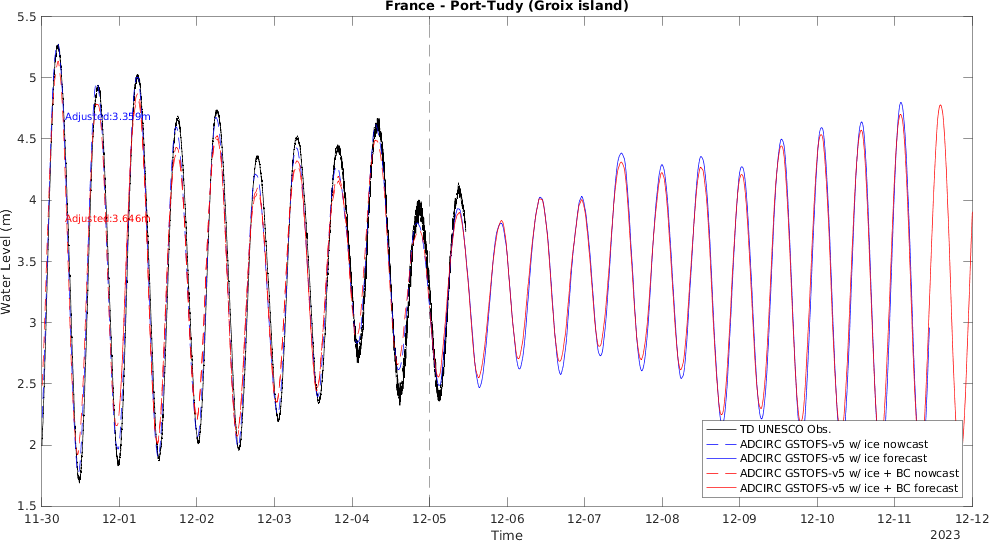 France - Port-Tudy (Groix island)
5.5
5
4.5
4
3.5
3
2.5
2
1.5
Water Level (m)
Adjusted:3.359m
Adjusted:3.646m
TD UNESCO Obs.
ADCIRC GSTOFS-v5 w/ ice nowcast
ADCIRC GSTOFS-v5 w/ ice forecast
ADCIRC GSTOFS-v5 w/ ice + BC nowcast
ADCIRC GSTOFS-v5 w/ ice + BC forecast
11-30 12-01 12-02 12-03 12-04 12-05 12-06 12-07 12-08 12-09 12-10 12-11 12-12
Time
2023